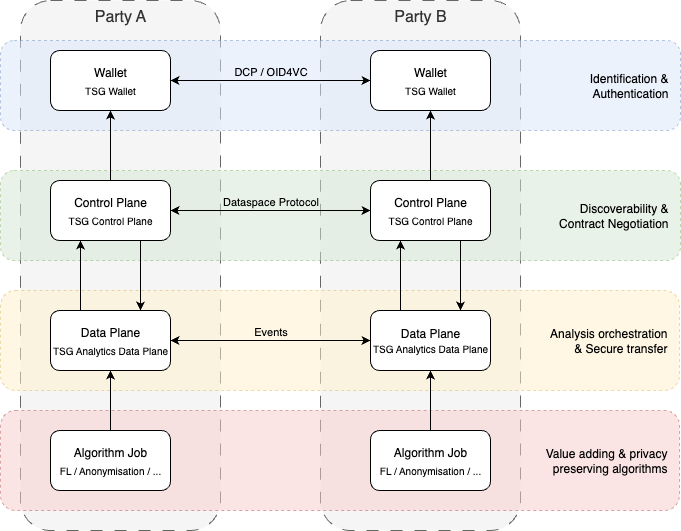 Party A
Party B
Wallet
TSG Wallet
DCP / OID4VC
Wallet
TSG Wallet
Identification &
Authentication
Control Plane
TSG Control Plane
Dataspace Protocol
Control Plane
TSG Control Plane
Discoverability &
Contract Negotiation
Data Plane
TSG Analytics Data Plane
Events
Data Plane
TSG Analytics Data Plane
Analysis orchestration
& Secure transfer
Algorithm Job
FL / Anonymisation / ...
Algorithm Job
FL / Anonymisation / ...
Value adding & privacy
preserving algorithms